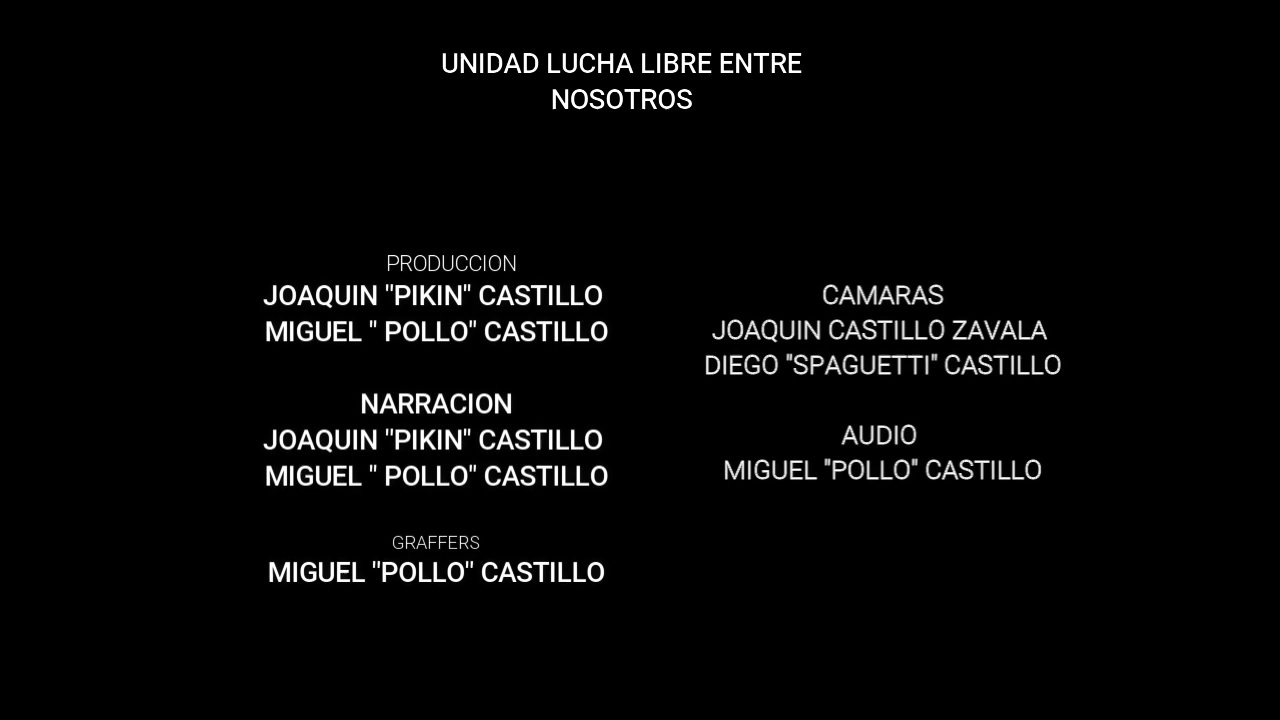 UNIDAD LUCHA LIBRE ENTRE
NOSOTROS
PRODUCCION
JOAQUIN "PIKIN" CASTILLO
MIGUEL " POLLO" CASTILLO
NARRACION
JOAQUIN "PIKIN" CASTILLO
MIGUEL " POLLO" CASTILLO
GRAFFERS
MIGUEL "POLLO" CASTILLO
CAMARAS
JOAQUIN CASTILLO ZAVALA
DIEGO "SPAGUETTI" CASTILLO
AUDIO
MIGUEL "POLLO" CASTILLO